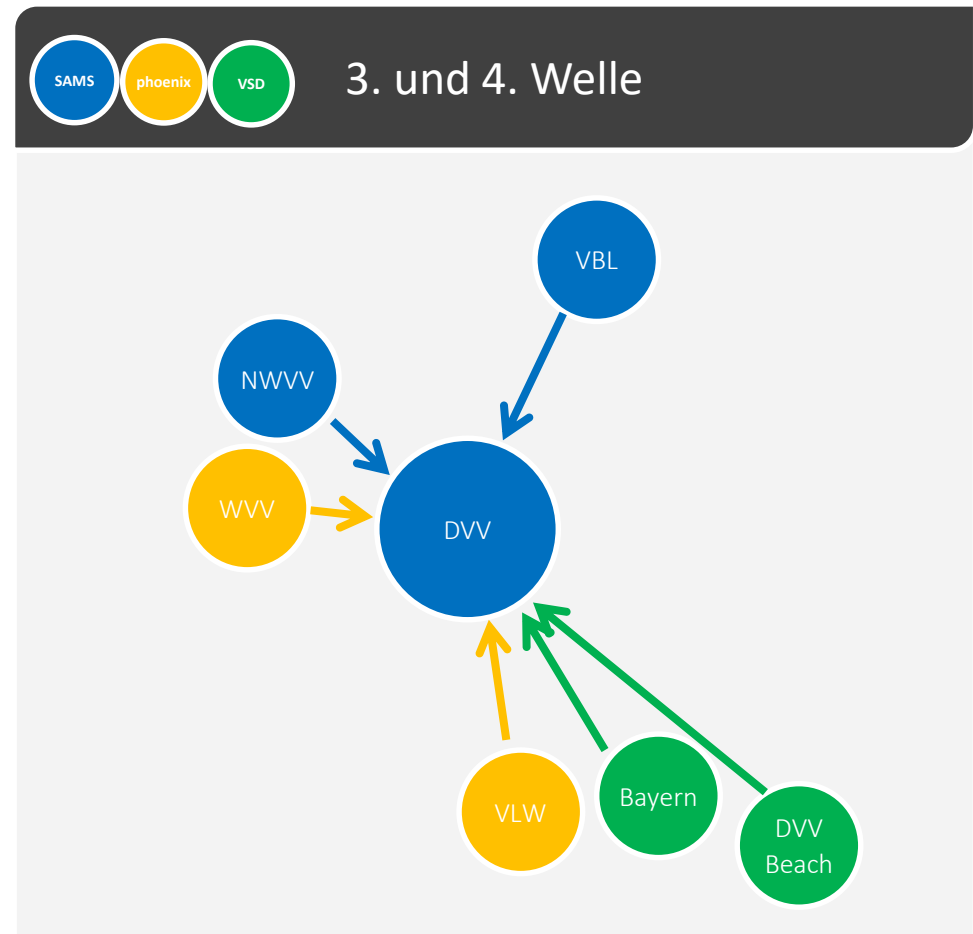 SAMS
phoenix
VSD
3. und 4. Welle
VBL
NWVV
WVV
DVV
VLW
Bayern
DVV
Beach